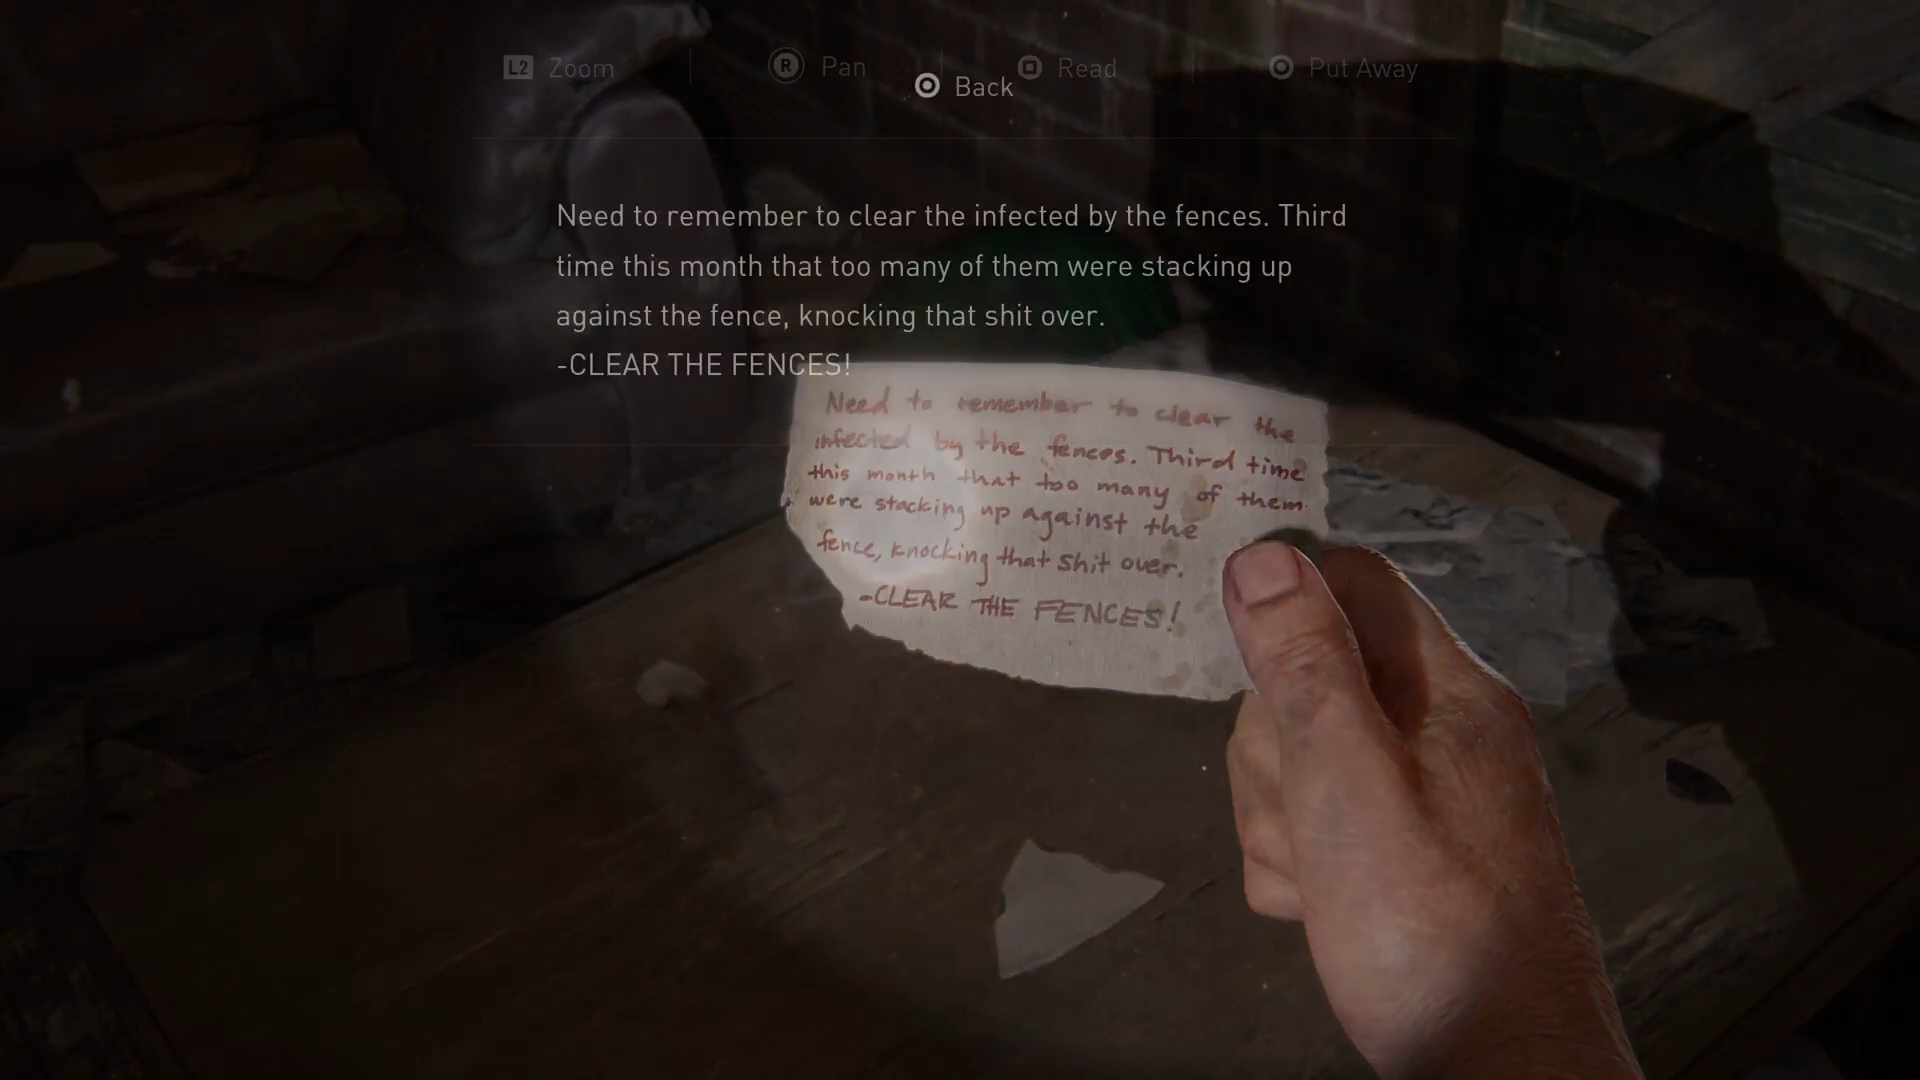 L2 Zoom
R Pan
Back
Read
Put Away
Need to remember to clear the infected by the fences. Third
time this month that too many of them were stacking up
against the fence, knocking that shit over.
-CLEAR THE FENCES!
Need to remember to clear the
infected by the fences. Third time
this month that too many of them
were stacking up against the
fence, knocking that shit over.
-CLEAR THE FENCES!